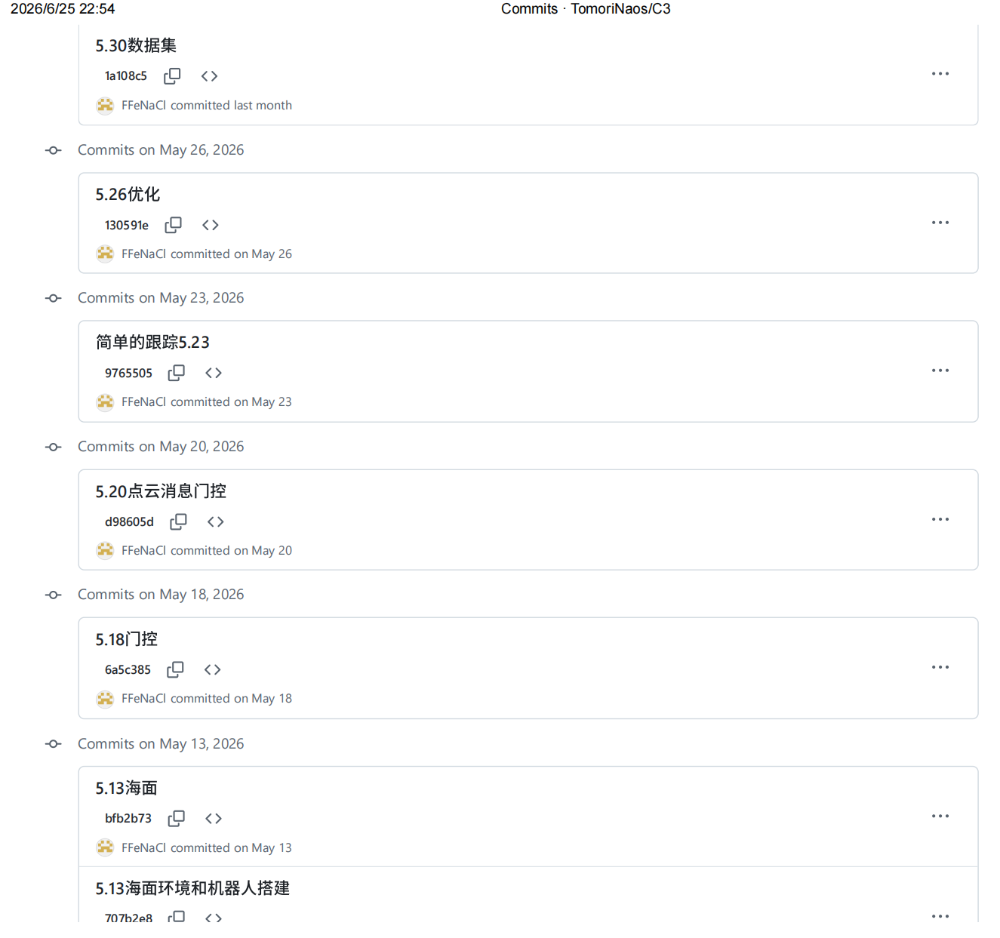 2026/6/25 22:54
Commits · TomoriNaos/C3
5.30数据集
1a108c5
FFeNaCl committed last month
Commits on May 26, 2026
5.26优化
130591e
FFeNaCl committed on May 26
Commits on May 23, 2026
简单的跟踪5.23
9765505
FFeNaCl committed on May 23
Commits on May 20, 2026
5.20点云消息门控
d98605d
FFeNaCl committed on May 20
Commits on May 18, 2026
5.18门控
6a5c385
FFeNaCl committed on May 18
Commits on May 13, 2026
5.13海面
bfb2b73
FFeNaCl committed on May 13
5.13海面环境和机器人搭建
707b2e8